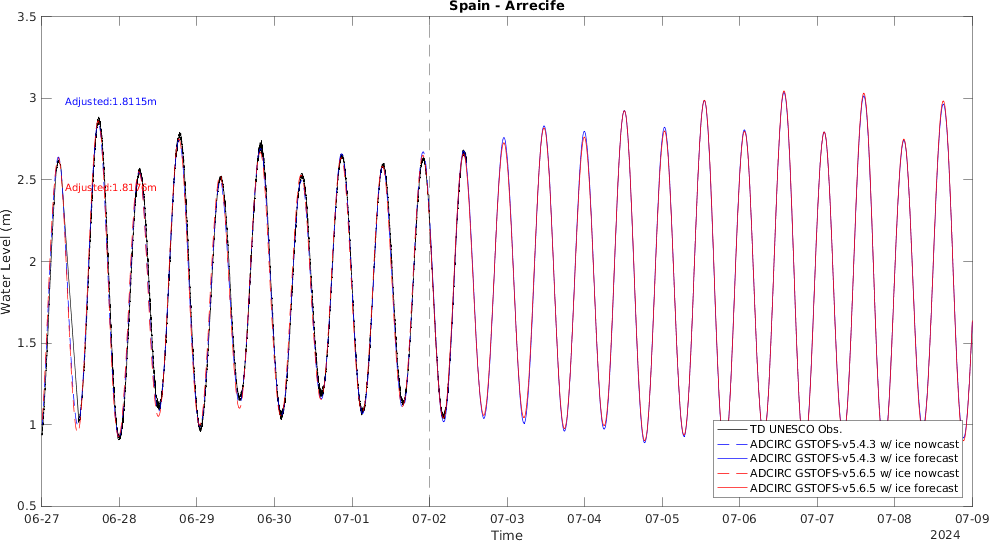 Spain - Arrecife
3.5
3
2.5
2
1.5
1
0.5
Water Level (m)
Adjusted:1.8115m
Adjusted:1.8175m
TD UNESCO Obs.
ADCIRC GSTOFS-v5.4.3 w/ ice nowcast
ADCIRC GSTOFS-v5.4.3 w/ ice forecast
ADCIRC GSTOFS-v5.6.5 w/ ice nowcast
ADCIRC GSTOFS-v5.6.5 w/ ice forecast
06-27 06-28 06-29 06-30 07-01 07-02 07-03 07-04 07-05 07-06 07-07 07-08 07-09
Time
2024